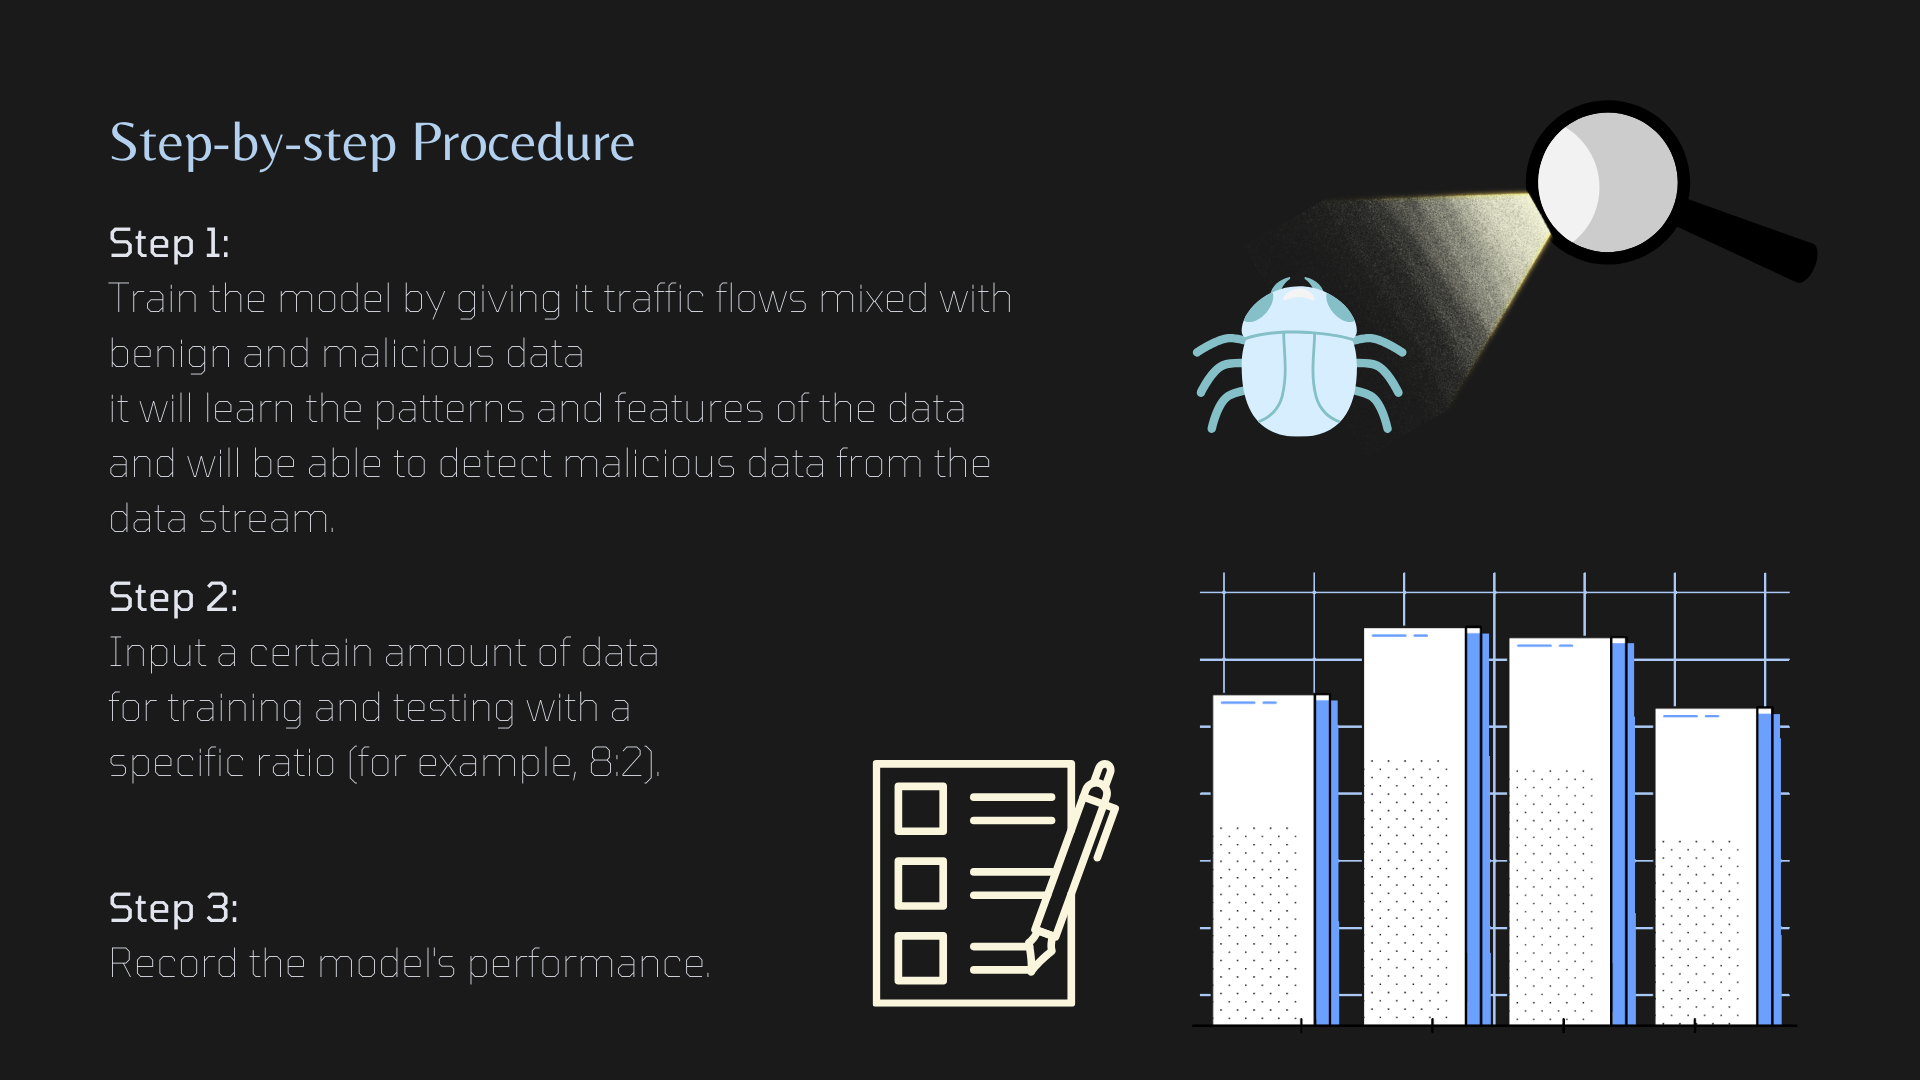 Step-by-step Procedure
Step 1:
Train the model by giving it traffic flows mixed with
benign and malicious data
it will learn the patterns and features of the data
and will be able to detect malicious data from the
data stream.
Step 2:
Input a certain amount of data
for training and testing with a
specific ratio (for example, 8:2).
Step 3:
Record the model's performance.